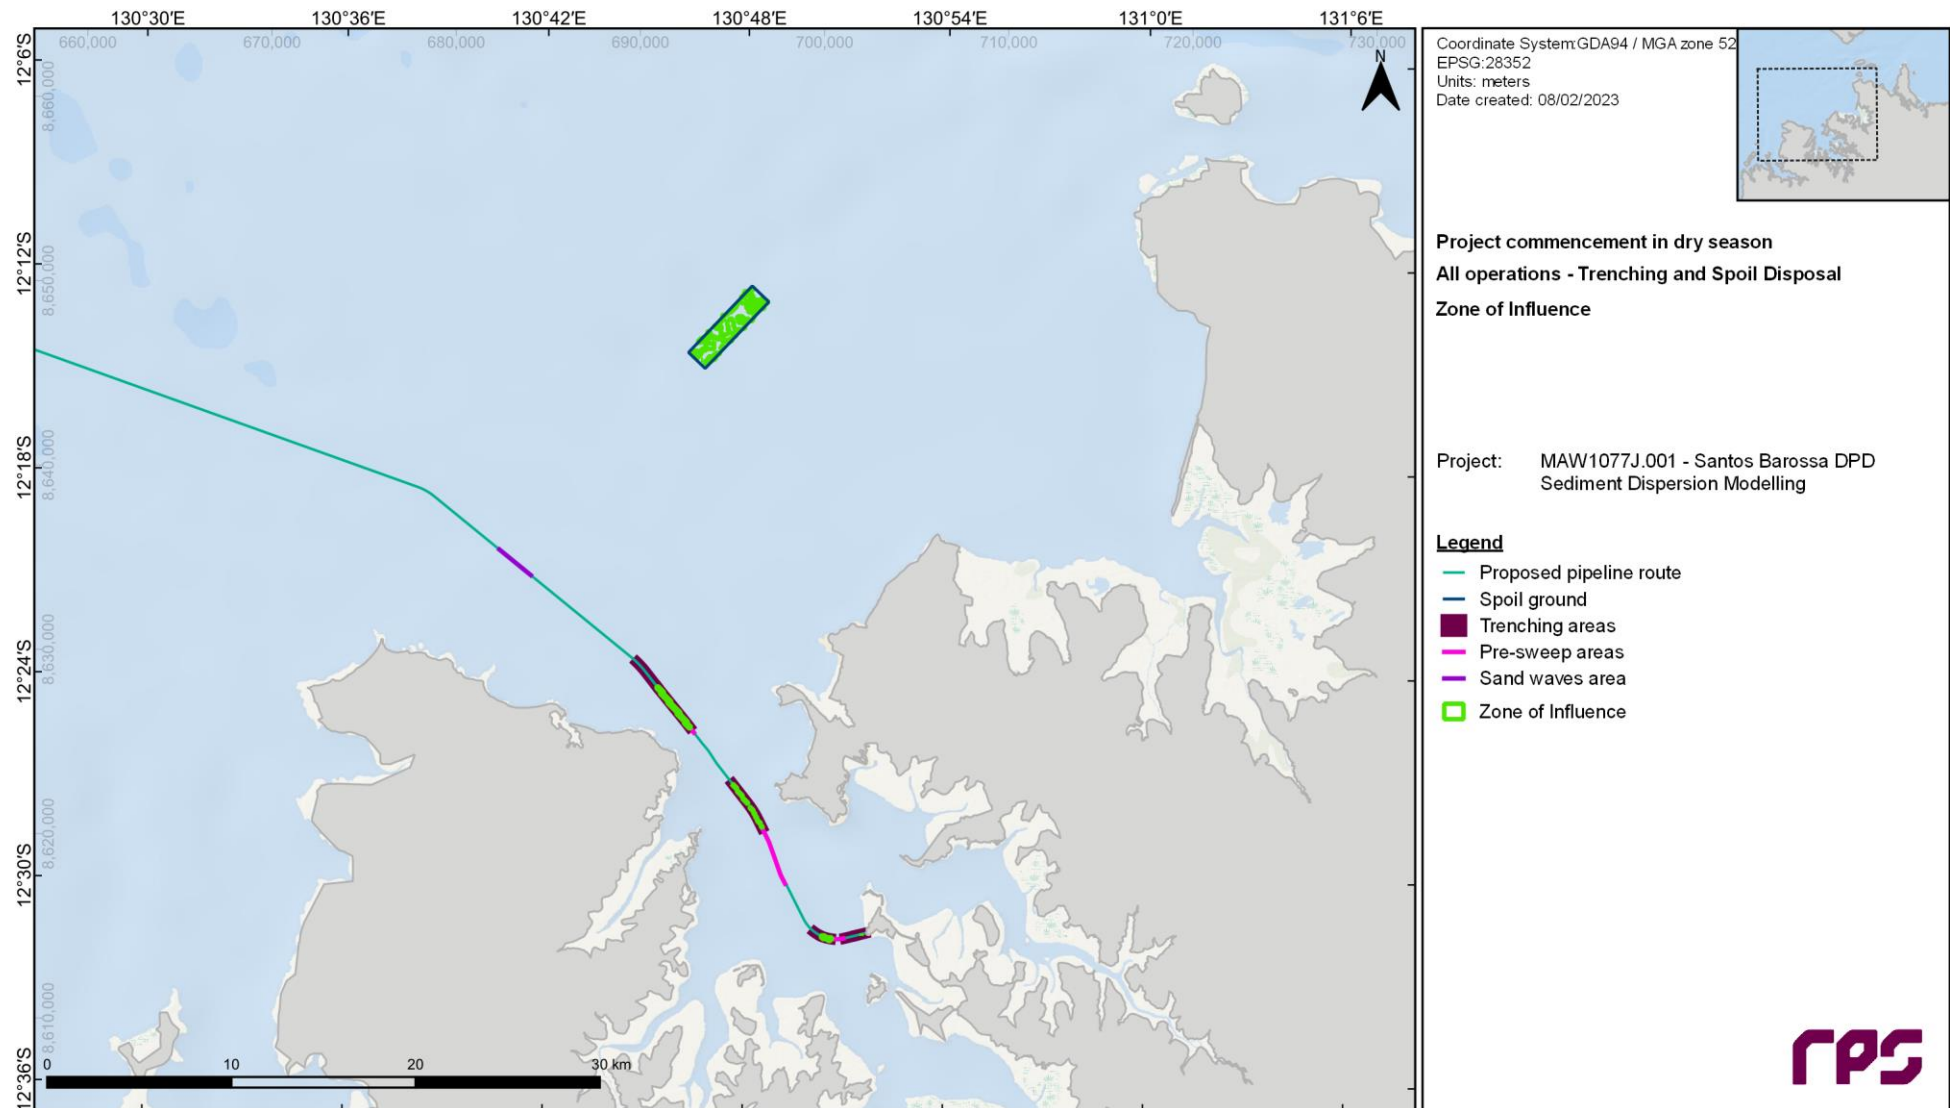 130°30'E 130°36'E 130°42'E 130°48'E 130°54'E 131°0'E 131°6'E
660,000 670,000 680,000 690,000 700,000 710,000 720,000 730,000
12°6'S
8,660,000
12°12'S
8,650,000
12°18'S
8,640,000
12°24'S
8,630,000
12°30'S
8,620,000
12°36'S
8,610,000
N
0 10 20 30 km
Coordinate System:GDA94 / MGA zone 52
EPSG:28352
Units: meters
Date created: 08/02/2023
Project commencement in dry season
All operations - Trenching and Spoil Disposal
Zone of Influence
Project: MAW1077J.001 - Santos Barossa DPD
Sediment Dispersion Modelling
Legend
Proposed pipeline route
Spoil ground
Trenching areas
Pre-sweep areas
Sand waves area
Zone of Influence
rps